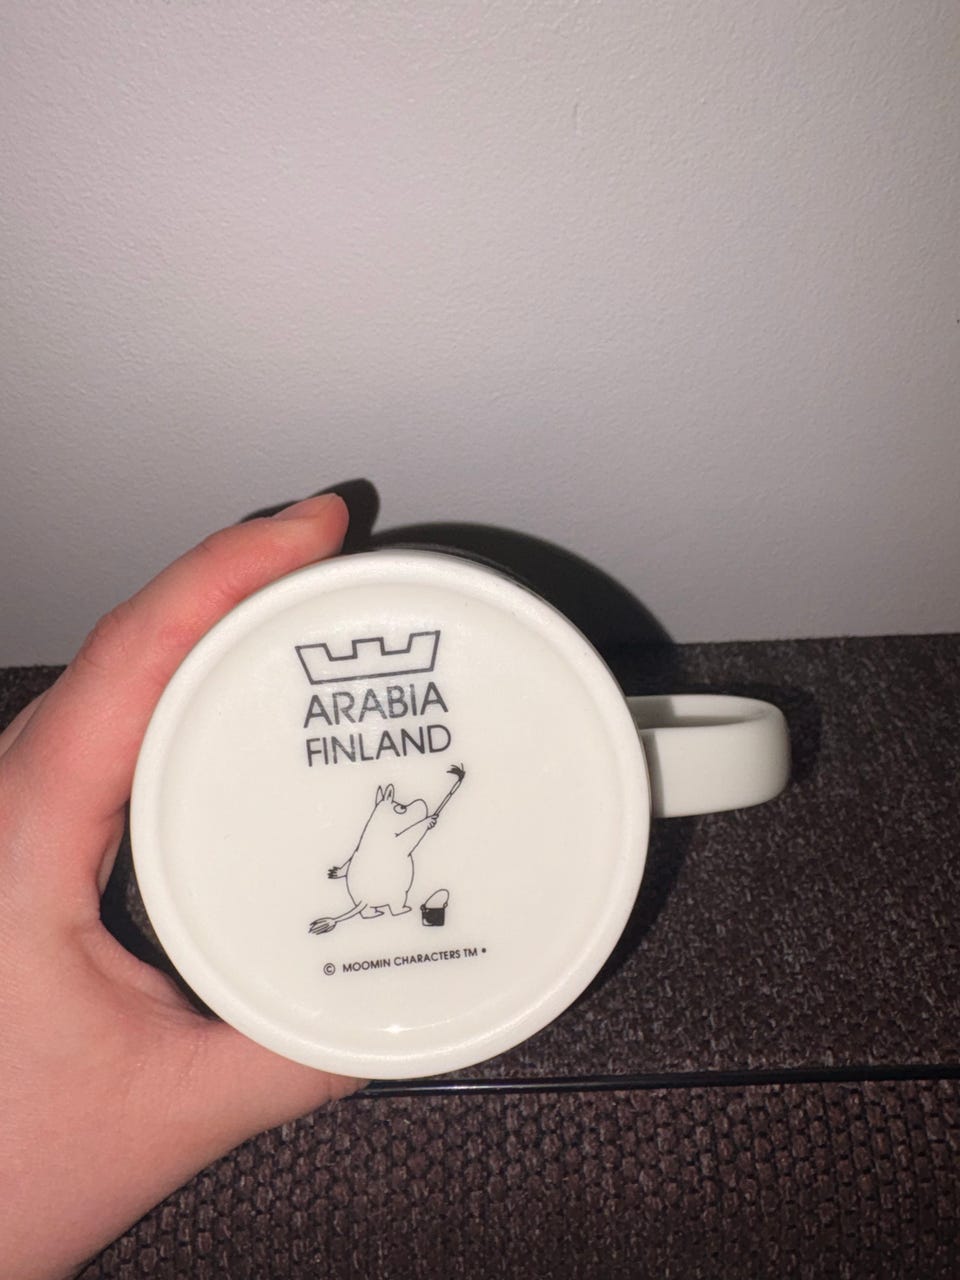 ARABIA
FINLAND
© MOOMIN CHARACTERS TM •